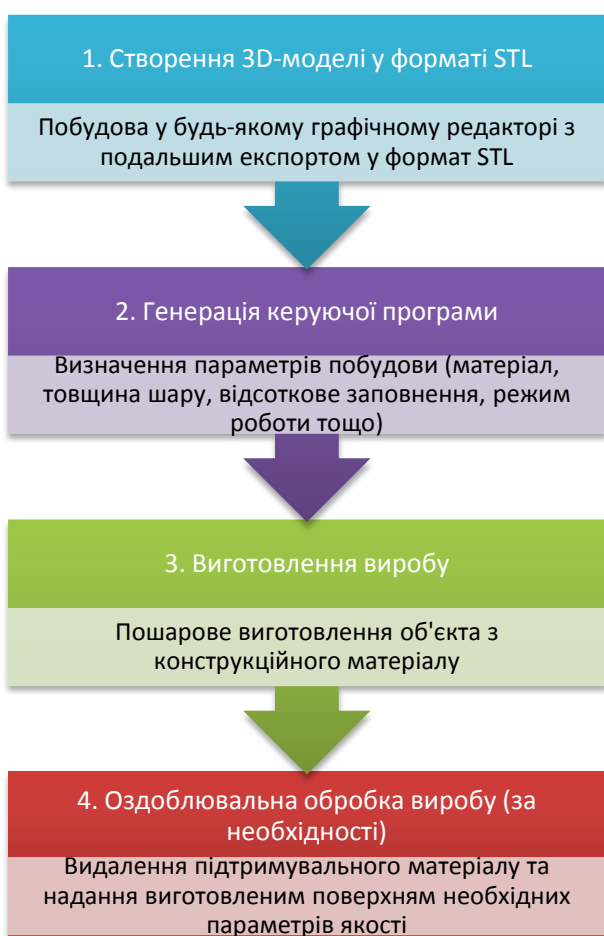 1. Створення 3D-моделі у форматі STL
Побудова у будь-якому графічному редакторі з
подальшим експортом у формат STL
2. Генерація керуючої програми
Визначення параметрів побудови (матеріал,
товщина шару, відсоткове заповнення, режим
роботи тощо)
3. Виготовлення виробу
Пошарове виготовлення об'єкта з
конструкційного матеріалу
4. Оздоблювальна обробка виробу (за
необхідності)
Видалення підтримувального матеріалу та
надання виготовленим поверхням необхідних
параметрів якості